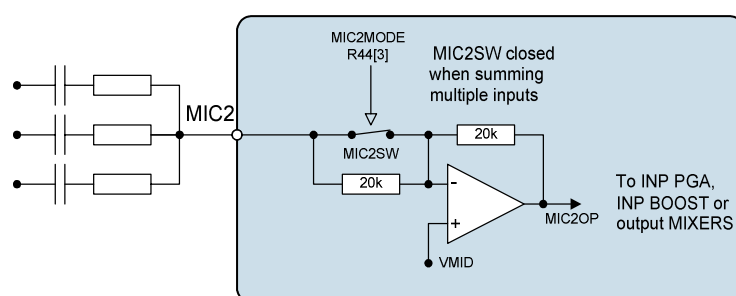 MIC2MODE
R44[3]
MIC2SW closed
when summing
multiple inputs
MIC2
MIC2SW
20k
20k
-
+
MIC2OP
VMID
To INP PGA,
INP BOOST or
output MIXERS